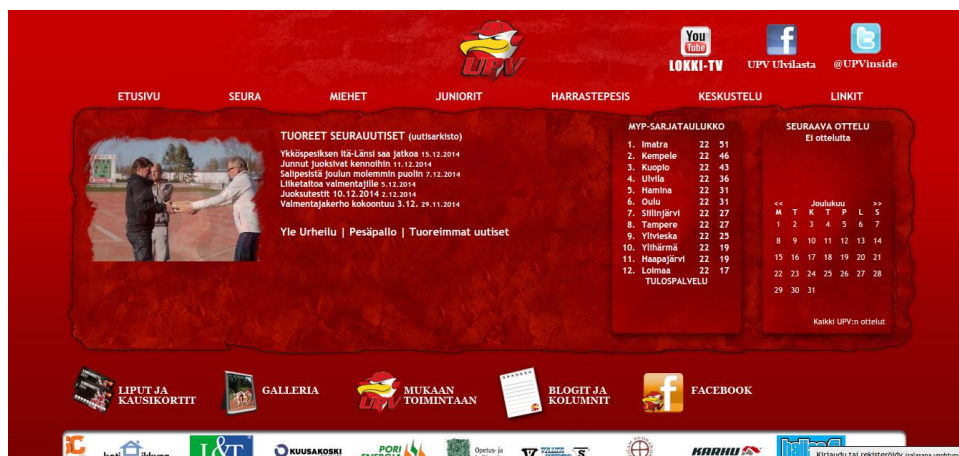 UPV
You
Tube
LOKKI-TV
UPV Ulvilasta
@UPVinside
ETUSIVU SEURA MIEHET JUNIORIT HARRASTEPESIS KESKUSTELU LINKIT
TUOREET SEURAUUTISET (uutisarkisto)
Ykköspesiksen Itä-Länsi saa jatkoa 15.12.2014
Junnut juoksivat kennoihin 11.12.2014
Salipesistä joulun molemmin puolin 7.12.2014
Liiketaitoa valmentajille 5.12.2014
Juoksutestit 10.12.2014 2.12.2014
Valmentajakerho kokoontuu 3.12. 29.11.2014
Yle Urheilu | Pesäpallo | Tuoreimmat uutiset
MYP-SARJATAULUKKO
1. Imatra 22 51
2. Kempele 22 46
3. Kuopio 22 43
4. Ulvila 22 36
5. Hamina 22 31
6. Oulu 22 31
7. Siilinjärvi 22 27
8. Tampere 22 27
9. Ylivieska 22 25
10. Ylihärmä 22 19
11. Haapajärvi 22 19
12. Loimaa 22 17
TULOSPALVELU
SEURAAVA OTTELU
Ei otteluita
<< Joulukuu >>
M T K T P L S
1 2 3 4 5 6 7
8 9 10 11 12 13 14
15 16 17 18 19 20 21
22 23 24 25 26 27 28
29 30 31
Kaikki UPV:n ottelut
LIPUT JA
KAUSIKORTIT
GALLERIA
UPV
MUKAAN
TOIMINTAAN
BLOGIT JA
KOLUMNIT
FACEBOOK
L&T
KUUSAKOSKI
PORI
ENERGIA
Opetus- ja
KARHU
Kirjaudu tai rekisteröidy (salasana unohtunut